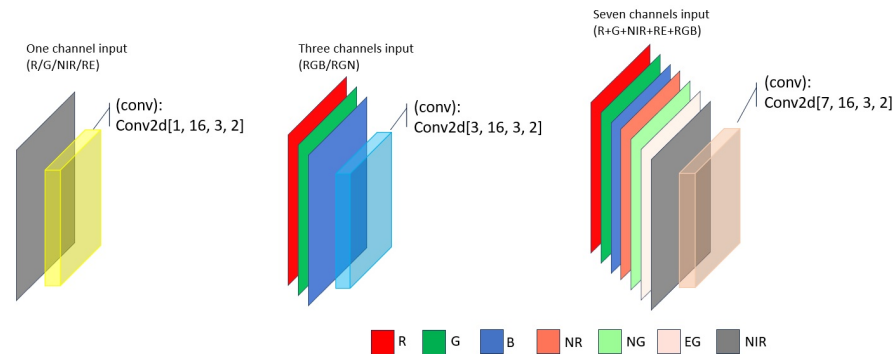 One channel input
(R/G/NIR/RE)
(conv):
Conv2d[1, 16, 3, 2]
Three channels input
(RGB/RGN)
(conv):
Conv2d[3, 16, 3, 2]
Seven channels input
(R+G+NIR+RE+RGB)
(conv):
Conv2d[7, 16, 3, 2]
R G B NR NG EG NIR